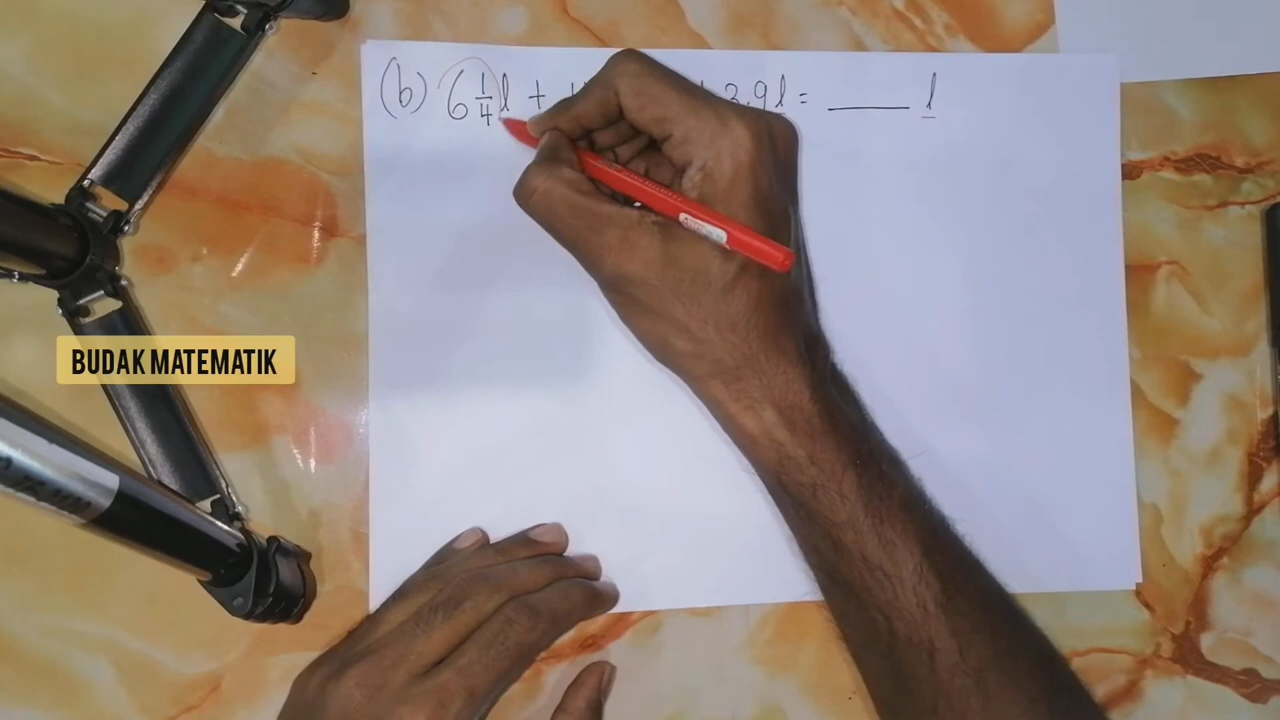 (b) 6 1/4 l + + 3.9 l = ____ l
BUDAK MATEMATIK